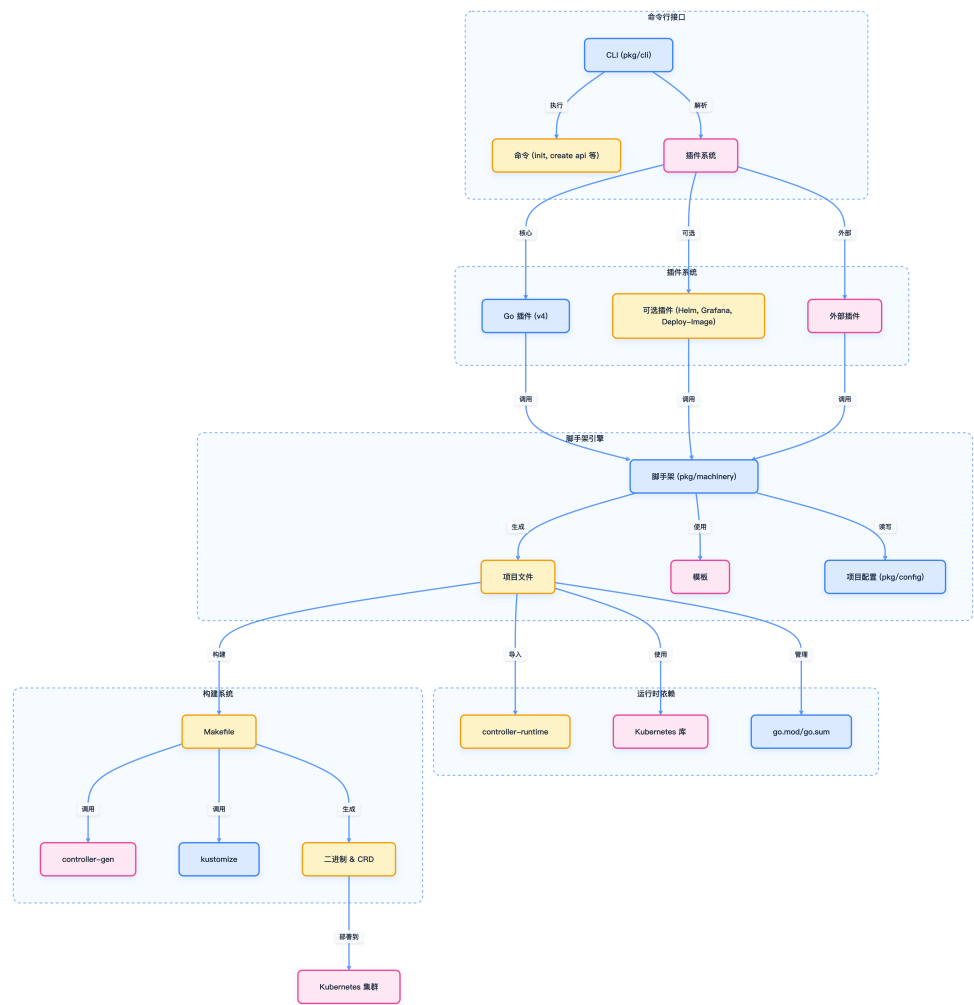 命令行接口
CLI (pkg/cli)
执行
解析
命令 (init, create api 等)
插件系统
核心
可选
外部
插件系统
Go 插件 (v4)
可选插件 (Helm, Grafana,
Deploy-Image)
外部插件
调用
调用
调用
脚手架引擎
脚手架 (pkg/machinery)
生成
使用
读写
项目文件
模板
项目配置 (pkg/config)
构建
导入
使用
管理
构建系统
运行时依赖
Makefile
controller-runtime
Kubernetes 库
go.mod/go.sum
调用
调用
生成
controller-gen
kustomize
二进制 & CRD
部署到
Kubernetes 集群